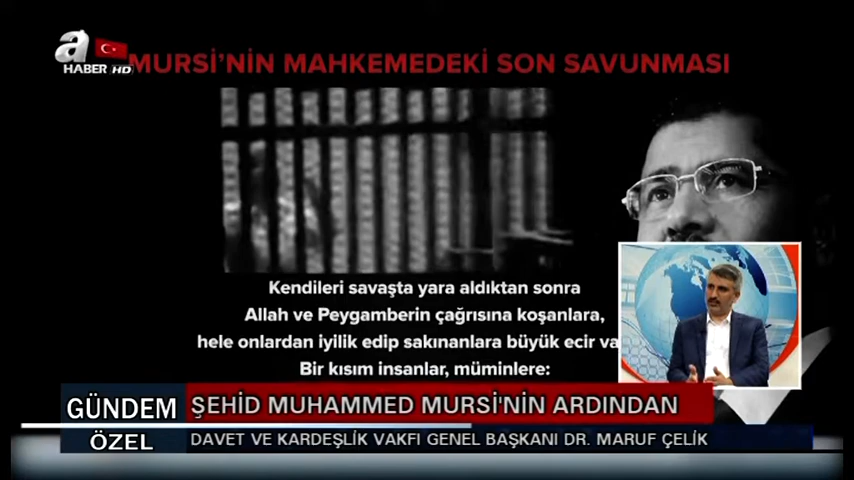 a
HABER HD
MURSİ'NİN MAHKEMEDEKİ SON SAVUNMASI
Kendileri savaşta yara aldıktan sonra
Allah ve Peygamberin çağrısına koşanlara,
hele onlardan iyilik edip sakınanlara büyük ecir va
Bir kısım insanlar, müminlere:
GÜNDEM
ÖZEL
ŞEHİD MUHAMMED MURSİ'NİN ARDINDAN
DAVET VE KARDEŞLİK VAKFI GENEL BAŞKANI DR. MARUF ÇELİK